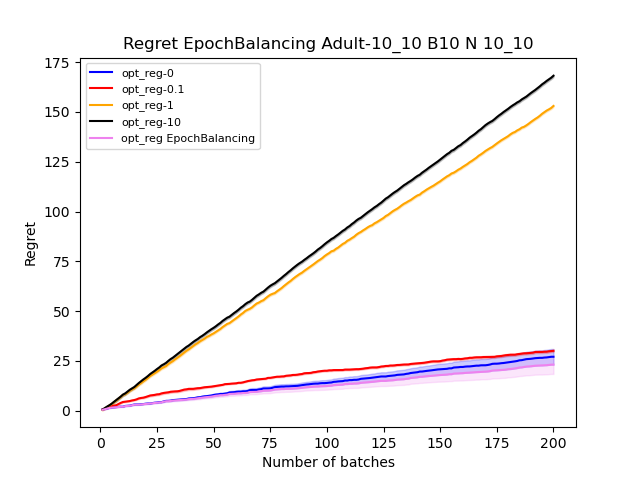 Regret EpochBalancing Adult-10_10 B10 N 10_10
175
150
125
100
75
50
25
0
Regret
opt_reg-0
opt_reg-0.1
opt_reg-1
opt_reg-10
opt_reg EpochBalancing
0 25 50 75 100 125 150 175 200
Number of batches